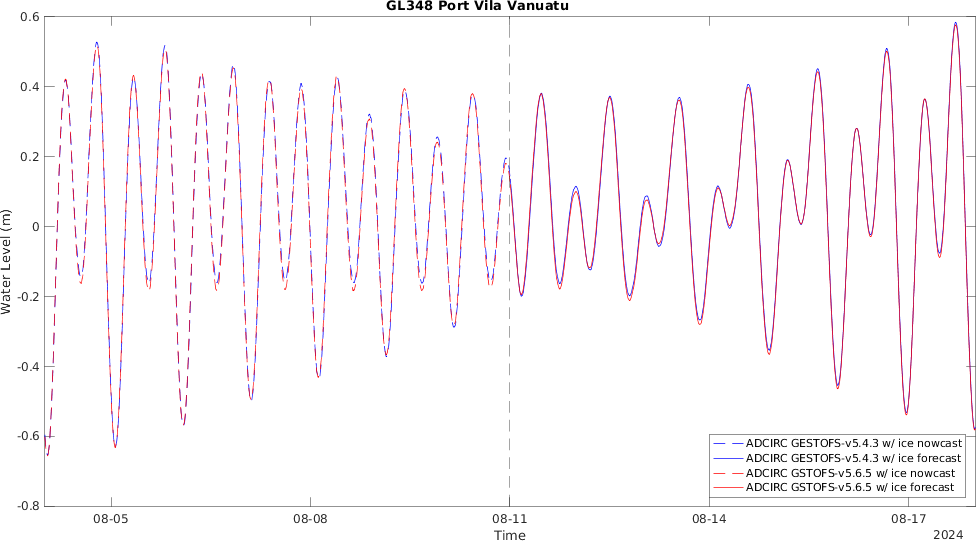 GL348 Port Vila Vanuatu
0.6
0.4
0.2
0
-0.2
-0.4
-0.6
-0.8
Water Level (m)
ADCIRC GESTOFS-v5.4.3 w/ ice nowcast
ADCIRC GESTOFS-v5.4.3 w/ ice forecast
ADCIRC GSTOFS-v5.6.5 w/ ice nowcast
ADCIRC GSTOFS-v5.6.5 w/ ice forecast
08-05 08-08 08-11 08-14 08-17
Time
2024